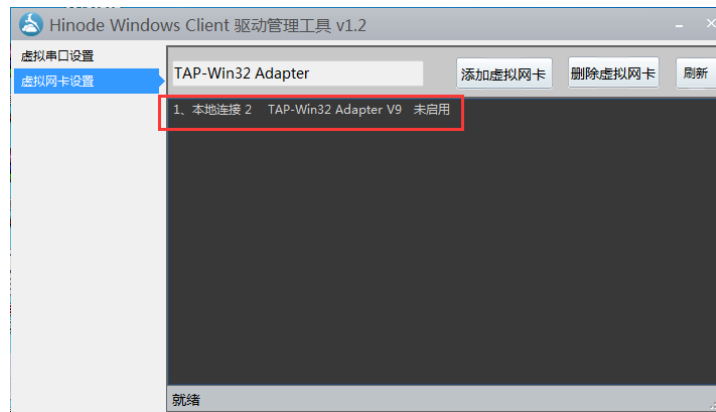 Hinode Windows Client 驱动管理工具 v1.2
虚拟串口设置
虚拟网卡设置
TAP-Win32 Adapter
添加虚拟网卡
删除虚拟网卡
刷新
1、本地连接 2 TAP-Win32 Adapter V9 未启用
就绪